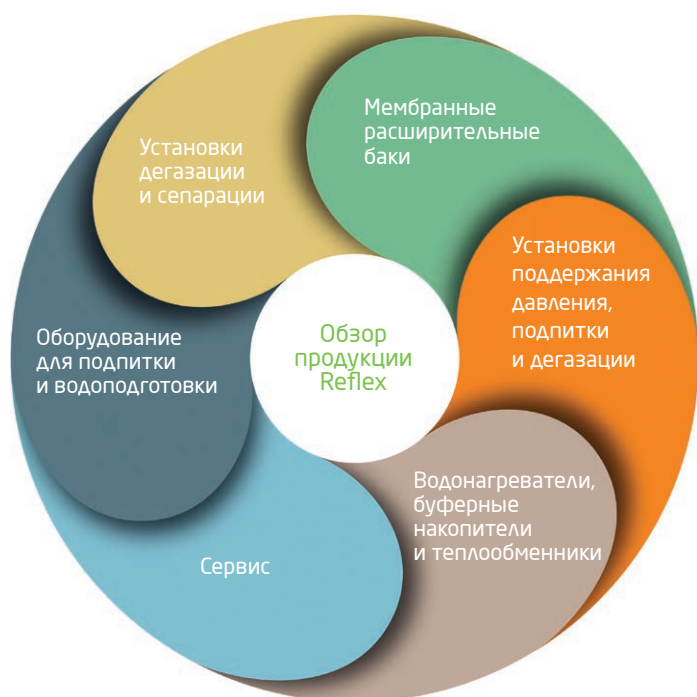 Обзор
продукции
Reflex
Мембранные
расширительные
баки
Установки
поддержания
давления,
подпитки
и дегазации
Водонагреватели,
буферные
накопители
и теплообменники
Сервис
Оборудование
для подпитки
и водоподготовки
Установки
дегазации
и сепарации